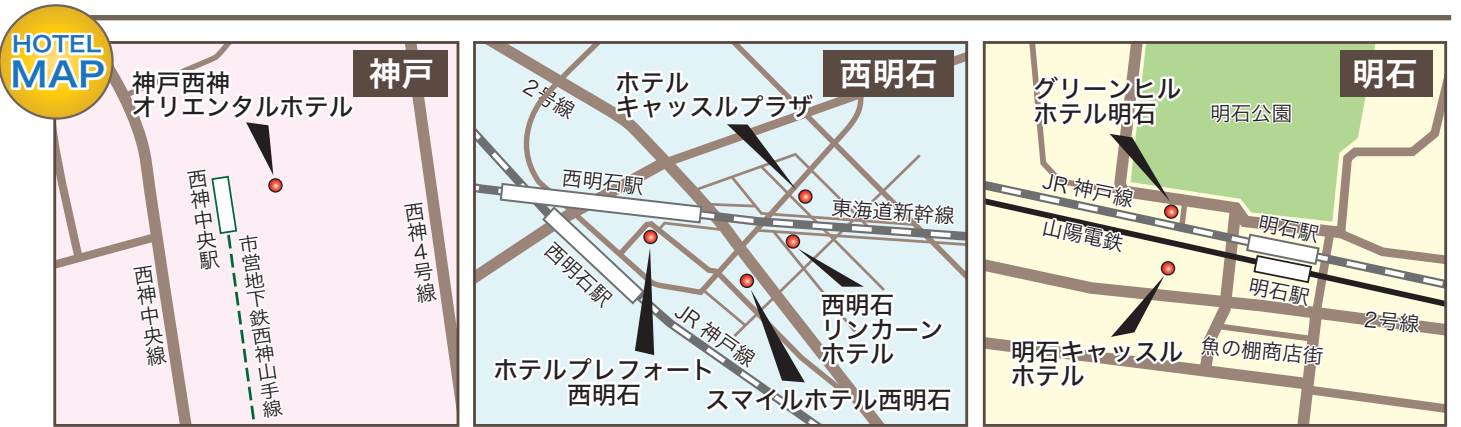 HOTEL
MAP
神戸
神戸西神
オリエンタルホテル
西神中央駅
市営地下鉄西神山手線
西神中央線
西神4号線
西明石
2号線
ホテル
キャッスルプラザ
西明石駅
東海道新幹線
西明石駅
JR 神戸線
西明石
リンカーン
ホテル
ホテルプレフォート
西明石
スマイルホテル西明石
明石
グリーンヒル
ホテル明石
明石公園
JR 神戸線
山陽電鉄
明石駅
明石駅
2号線
魚の棚商店街
明石キャッスル
ホテル